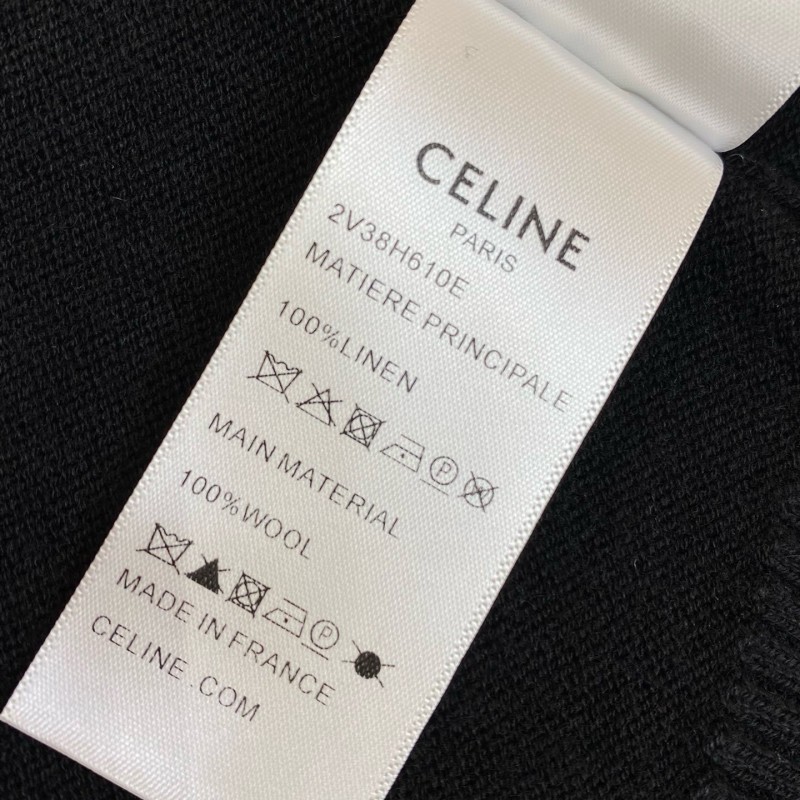 CELINE
PARIS
2V38H610E
MATIERE PRINCIPALE
100%LINEN
P
MAIN MATERIAL
100%WOOL
P
MADE IN FRANCE
CELINE .COM